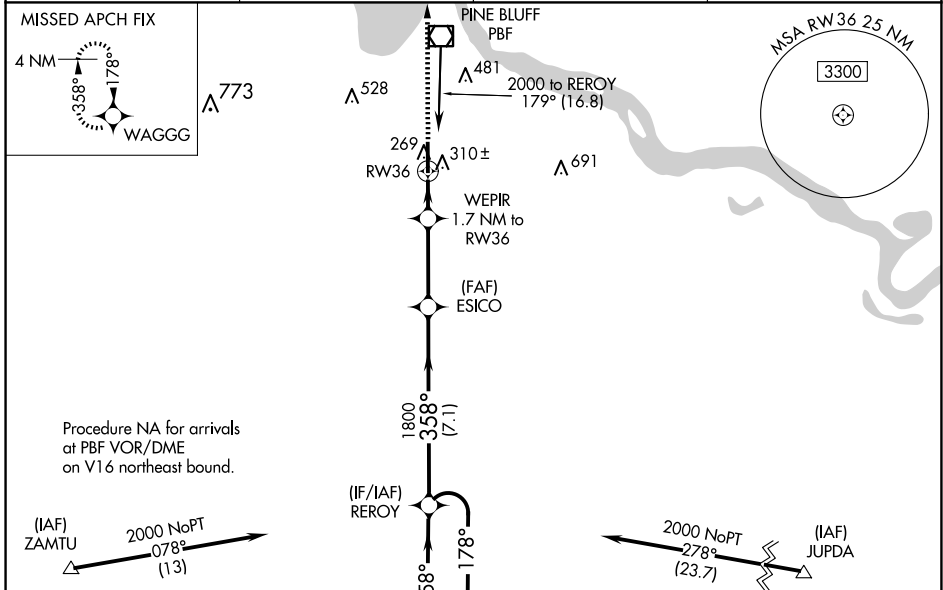 MISSED APCH FIX
4 NM
358°
178°
WAGGG
773
528
PINE BLUFF
PBF
481
2000 to REROY
179° (16.8)
MSA RW36 25 NM
3300
269
310±
691
RW36
WEPIR
1.7 NM to
RW36
(FAF)
ESICO
1800
358°
(7.1)
Procedure NA for arrivals
at PBF VOR/DME
on V16 northeast bound.
(IF/IAF)
REROY
(IAF)
ZAMTU
2000 NoPT
078°
(13)
58°
178°
2000 NoPT
278°
(23.7)
(IAF)
JUPDA